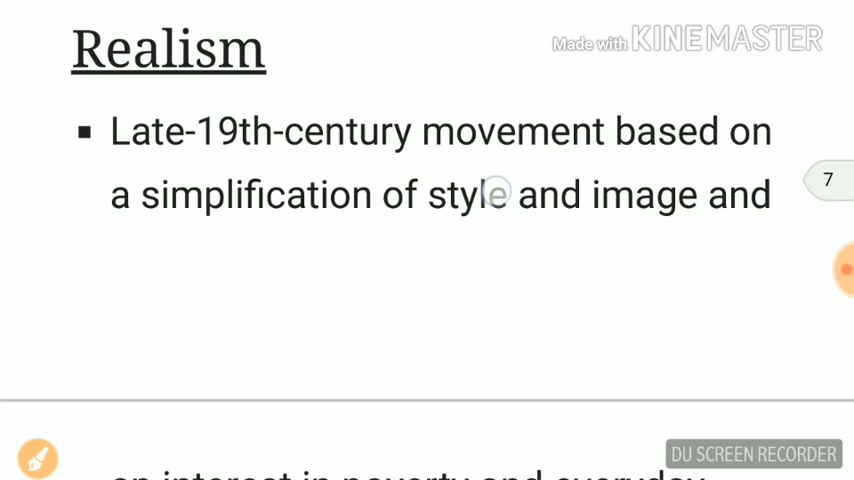 Realism
Made with KINEMASTER
▪ Late-19th-century movement based on
a simplification of style and image and
7
DU SCREEN RECORDER
an interest in poverty and everyday